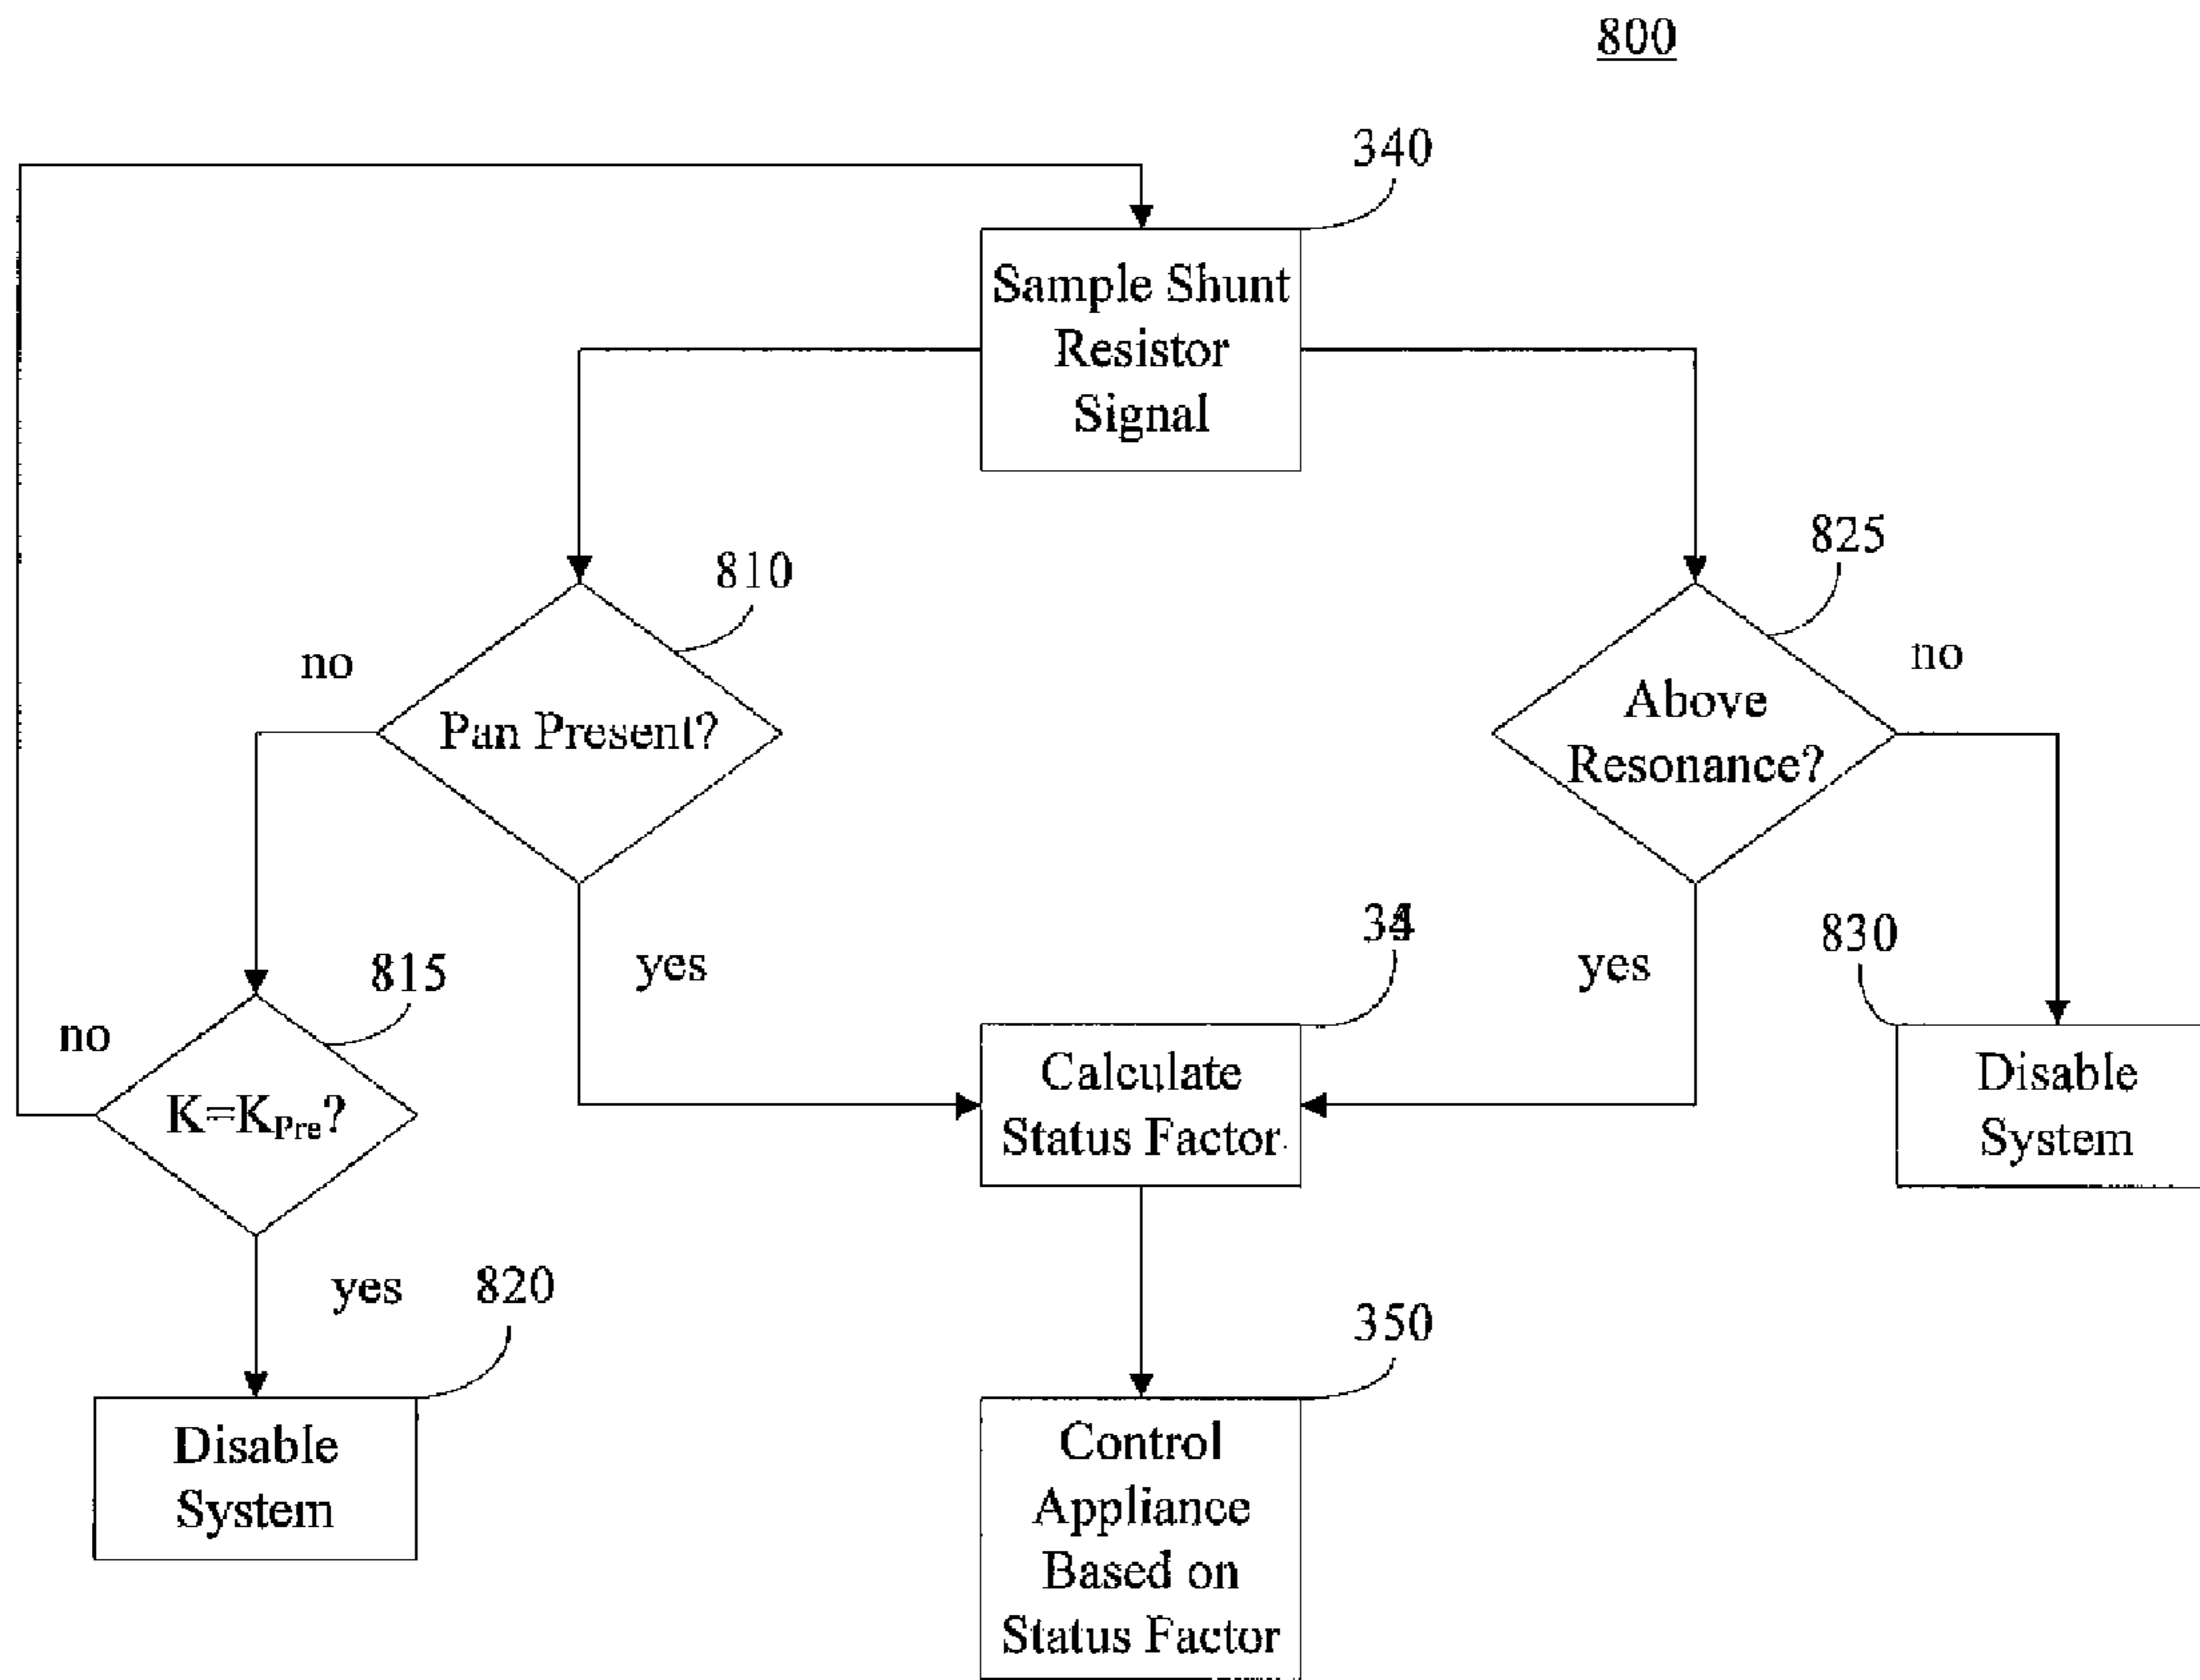 800
340
Sample Shunt
Resistor
Signal
810
825
no
Pan Present?
no
Above
Resonance?
yes
yes
830
815
no
K=KPre?
Calculate
Status Factor
Disable
System
yes
820
350
Disable
System
Control
Appliance
Based on
Status Factor